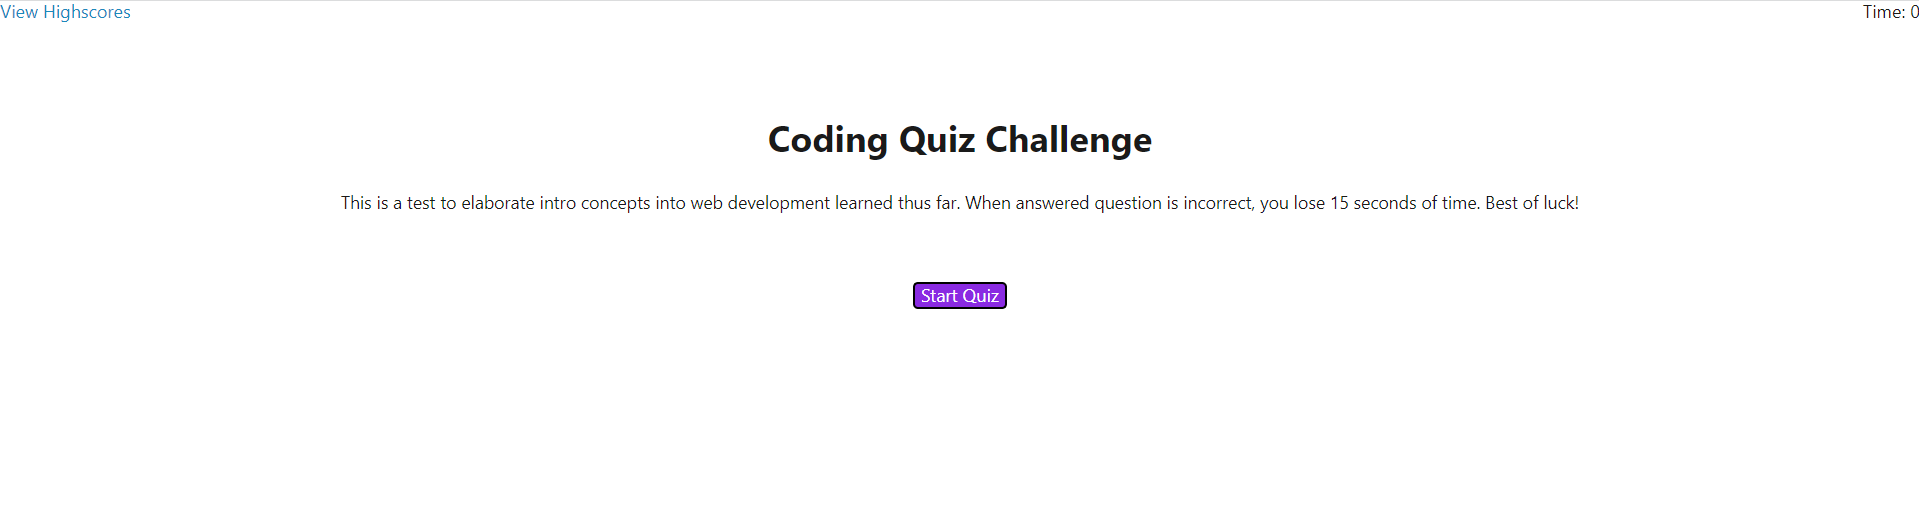 View Highscores
Time: 0
Coding Quiz Challenge
This is a test to elaborate intro concepts into web development learned thus far. When answered question is incorrect, you lose 15 seconds of time. Best of luck!
Start Quiz